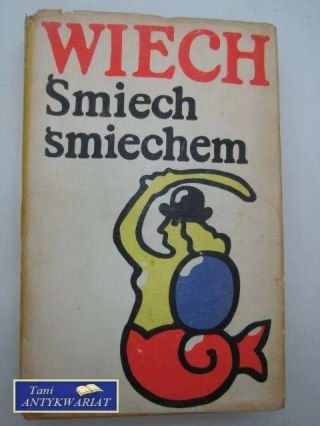 WIECH
Śmiech
śmiechem
Tani
ANTYKWARIAT